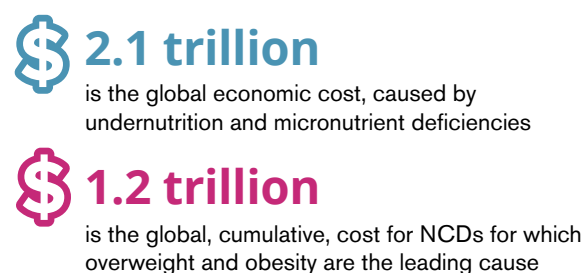 $ 2.1 trillion
is the global economic cost, caused by
undernutrition and micronutrient deficiencies
$ 1.2 trillion
is the global, cumulative, cost for NCDs for which
overweight and obesity are the leading cause